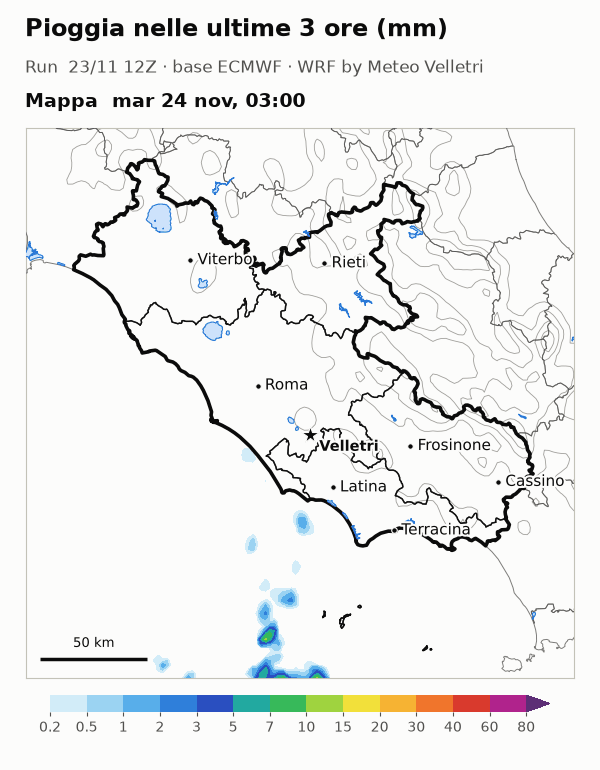 Pioggia nelle ultime 3 ore (mm)
Run  23/11 12Z · base ECMWF · WRF by Meteo Velletri
Mappa  mar 24 nov, 03:00
Viterbo
Rieti
Roma
Velletri
Frosinone
Latina
Cassino
Terracina
50 km
0.2 0.5 1 2 3 5 7 10 15 20 30 40 60 80